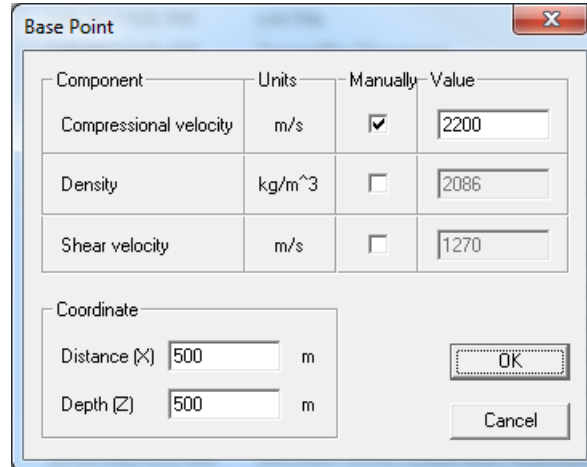 Base Point
Component Units Manually Value
Compressional velocity m/s 2200
Density kg/m^3 2086
Shear velocity m/s 1270
Coordinate
Distance (X) 500 m
Depth (Z) 500 m
OK
Cancel